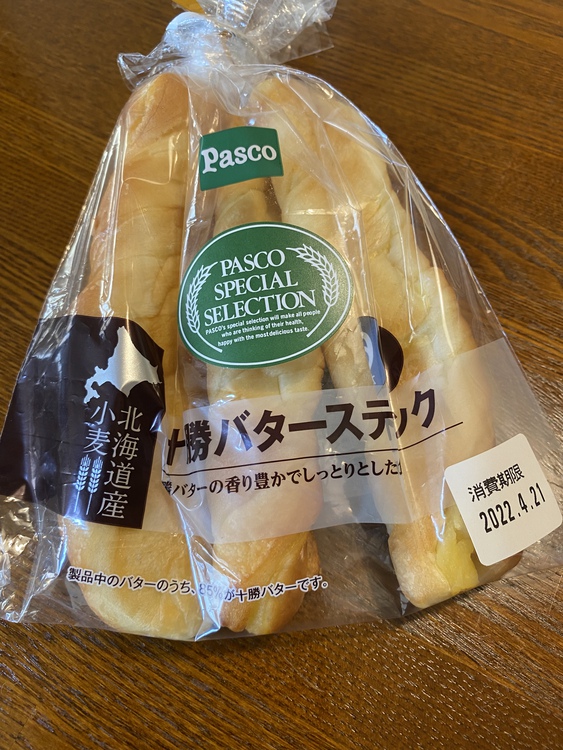 Pasco
PASCO
SPECIAL
SELECTION
PASCO's special selection will make all people
who are thinking of their health,
happy with the most delicious taste.
北海道産
小麦
十勝バタースティック
バターの香り豊かでしっとりとした
消費期限
2022.4.21
製品中のバターのうち、85%が十勝バターです。